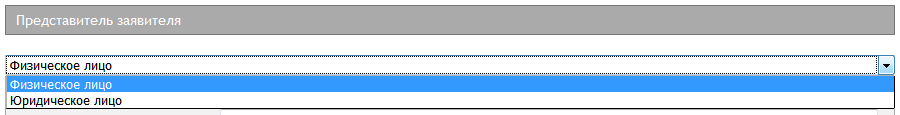 Представитель заявителя
Физическое лицо
Физическое лицо
Юридическое лицо